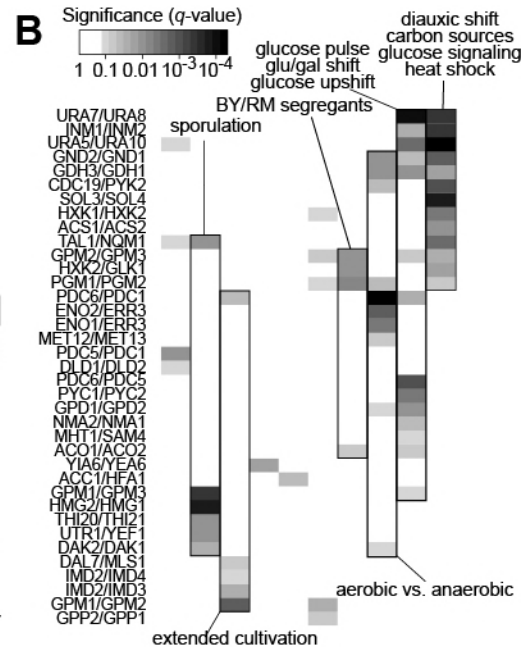 B
Significance (q-value)
1 0.1 0.01 10-3 10-4
diauxic shift
carbon sources
glucose signaling
heat shock
glucose pulse
glu/gal shift
glucose upshift
BY/RM segregants
sporulation
URA7/URA8
INM1/INM2
URA5/URA10
GND2/GND1
GDH3/GDH1
CDC19/PYK2
SOL3/SOL4
HXK1/HXK2
ACS1/ACS2
TAL1/NQM1
GPM2/GPM3
HXK2/GLK1
PGM1/PGM2
PDC6/PDC1
ENO2/ERR3
ENO1/ERR3
MET12/MET13
PDC5/PDC1
DLD1/DLD2
PDC6/PDC5
PYC1/PYC2
GPD1/GPD2
NMA2/NMA1
MHT1/SAM4
ACO1/ACO2
YIA6/YEA6
ACC1/HFA1
GPM1/GPM3
HMG2/HMG1
THI20/THI21
UTR1/YEF1
DAK2/DAK1
DAL7/MLS1
IMD2/IMD4
IMD2/IMD3
GPM1/GPM2
GPP2/GPP1
aerobic vs. anaerobic
extended cultivation